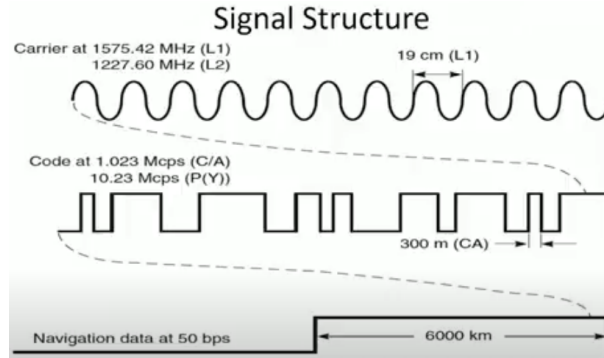 Signal Structure
Carrier at 1575.42 MHz (L1)
1227.60 MHz (L2)
19 cm (L1)
Code at 1.023 Mcps (C/A)
10.23 Mcps (P(Y))
300 m (CA)
Navigation data at 50 bps
6000 km